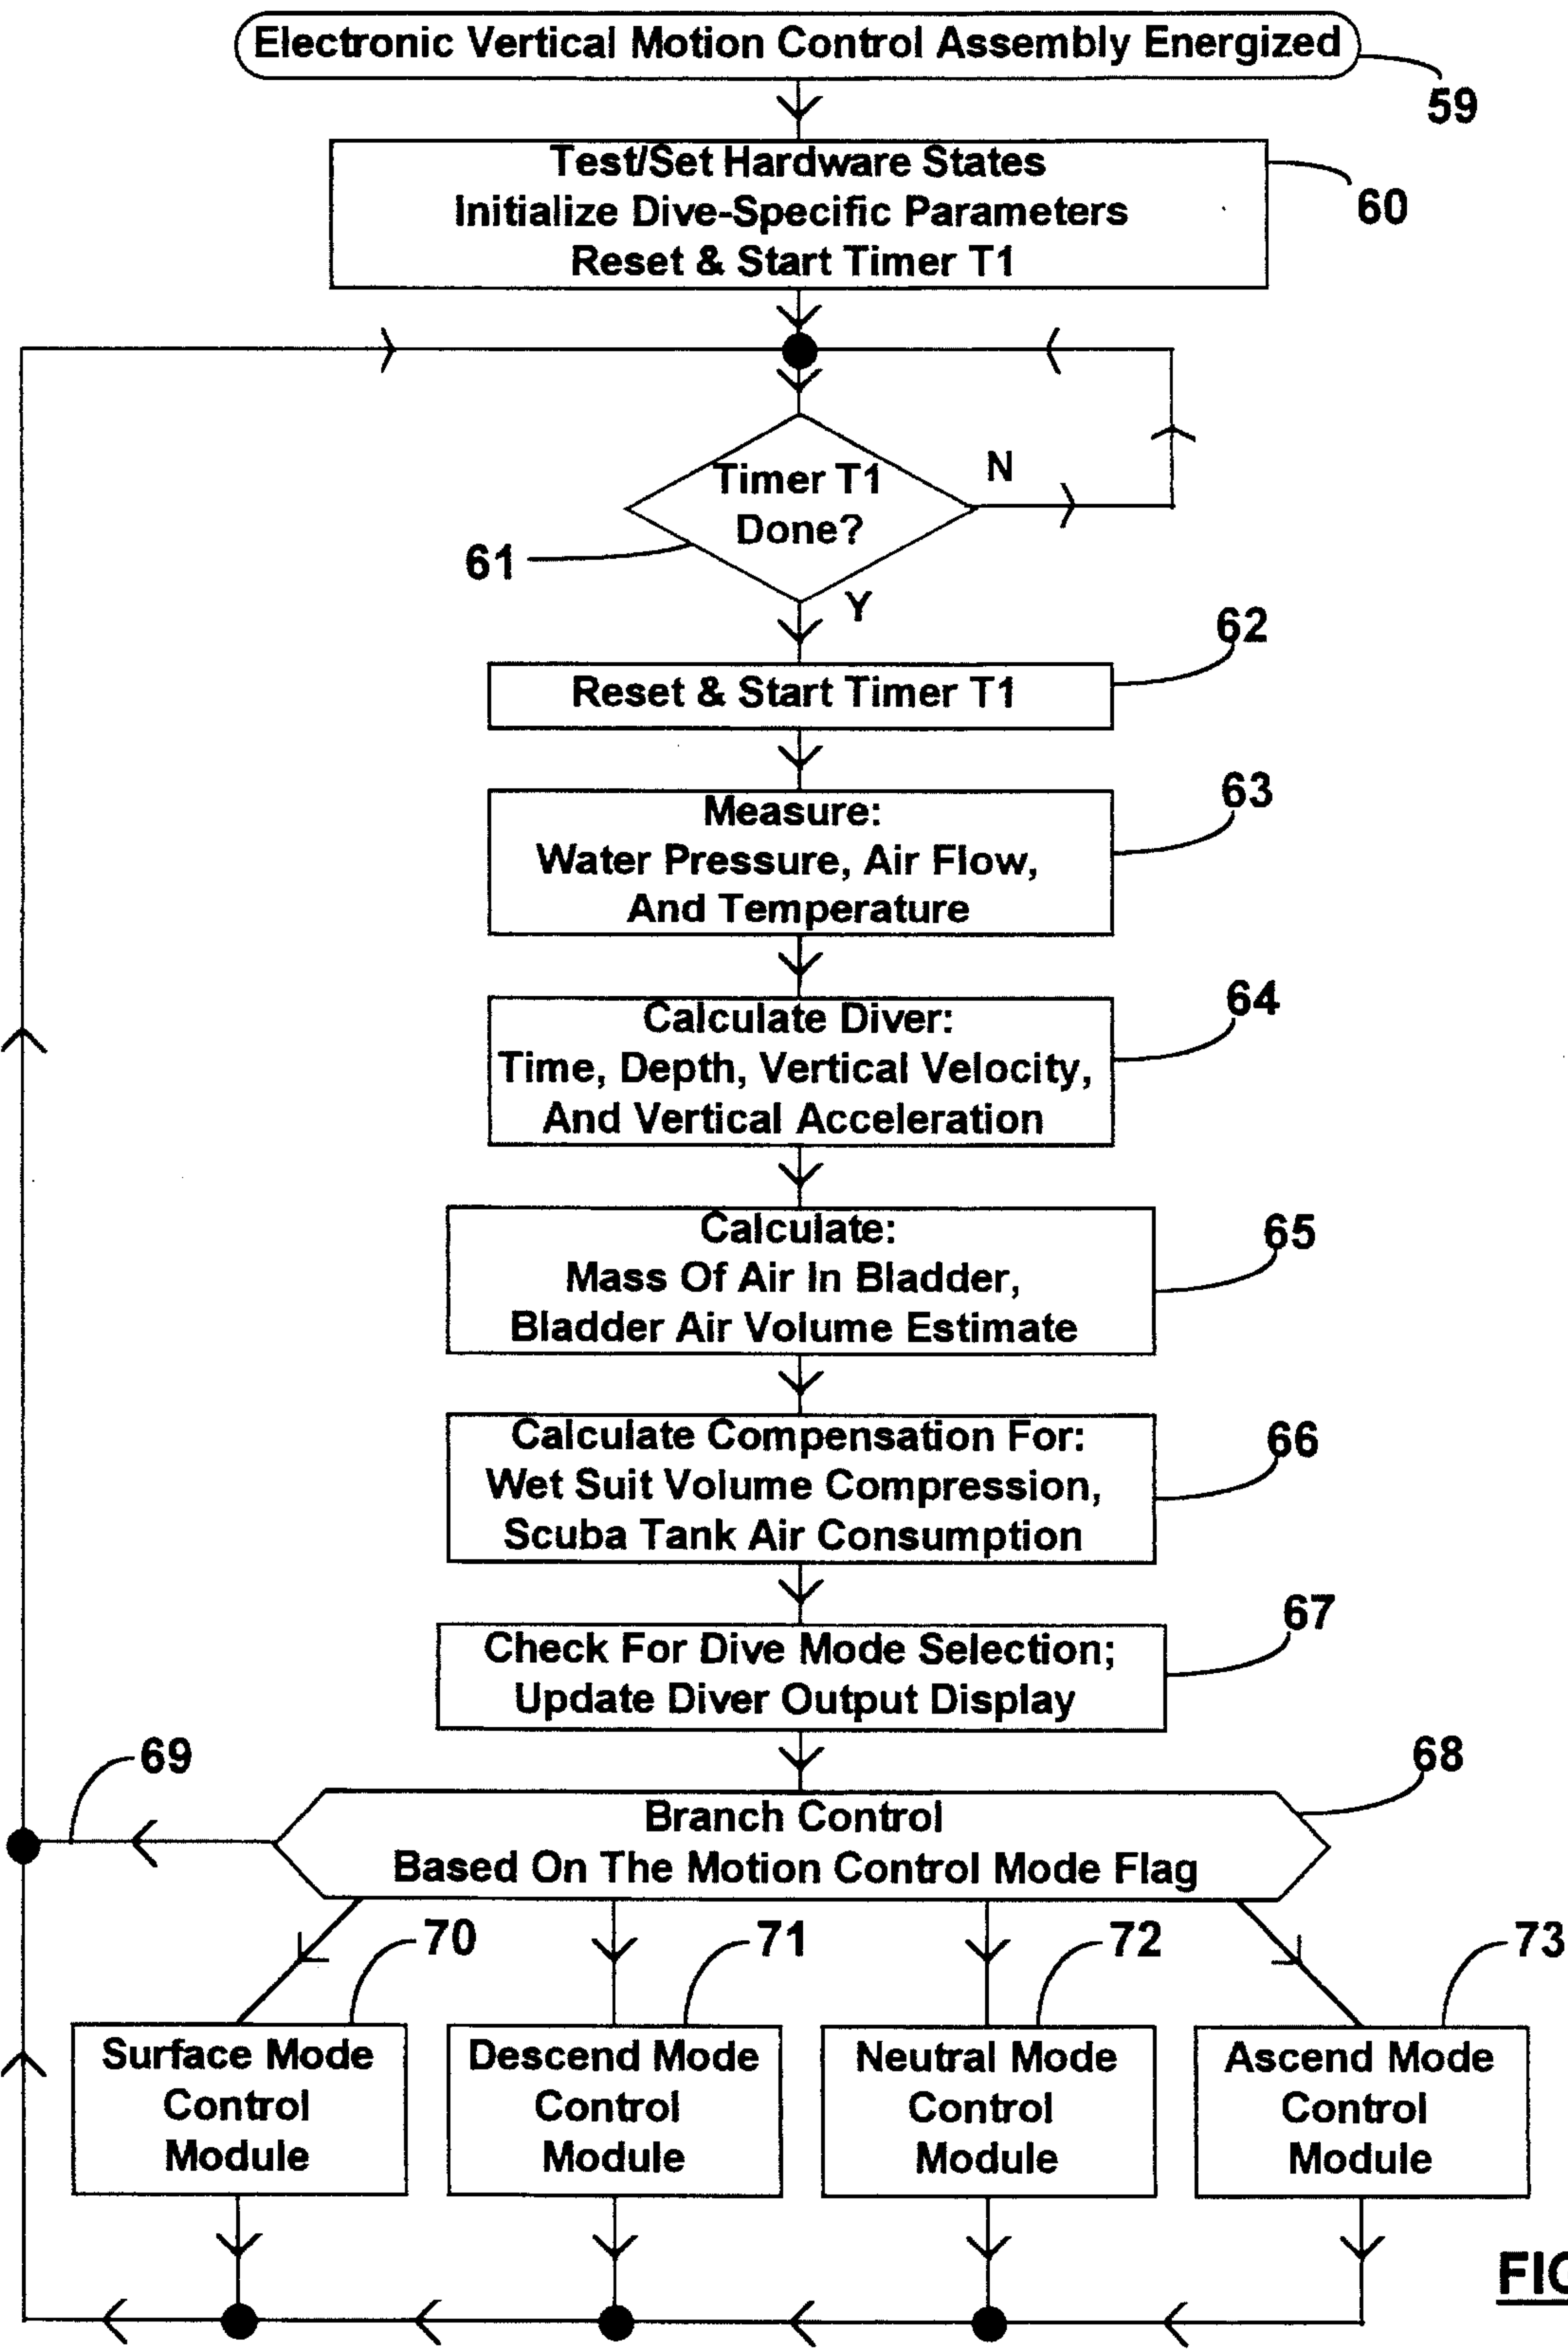 Electronic Vertical Motion Control Assembly Energized
59
Test/Set Hardware States
Initialize Dive-Specific Parameters
Reset & Start Timer T1
60
Timer T1
Done?
N
61
Y
62
Reset & Start Timer T1
63
Measure:
Water Pressure, Air Flow,
And Temperature
64
Calculate Diver:
Time, Depth, Vertical Velocity,
And Vertical Acceleration
65
Calculate:
Mass Of Air In Bladder,
Bladder Air Volume Estimate
66
Calculate Compensation For:
Wet Suit Volume Compression,
Scuba Tank Air Consumption
67
Check For Dive Mode Selection;
Update Diver Output Display
69
68
Branch Control
Based On The Motion Control Mode Flag
70
71
72
73
Surface Mode
Control
Module
Descend Mode
Control
Module
Neutral Mode
Control
Module
Ascend Mode
Control
Module